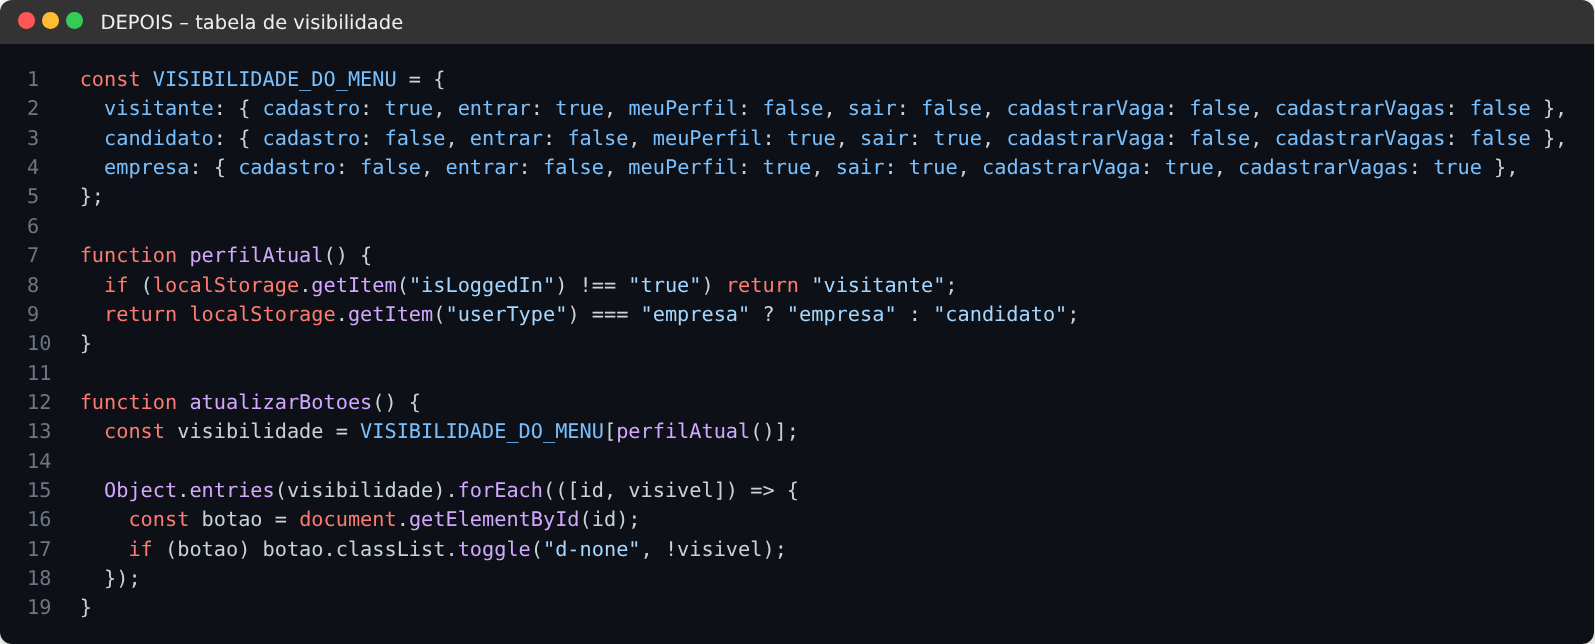 DEPOIS – tabela de visibilidade
1 const VISIBILIDADE_DO_MENU = {
2   visitante: { cadastro: true, entrar: true, meuPerfil: false, sair: false, cadastrarVaga: false, cadastrarVagas: false },
3   candidato: { cadastro: false, entrar: false, meuPerfil: true, sair: true, cadastrarVaga: false, cadastrarVagas: false },
4   empresa: { cadastro: false, entrar: false, meuPerfil: true, sair: true, cadastrarVaga: true, cadastrarVagas: true },
5 };
6
7 function perfilAtual() {
8   if (localStorage.getItem("isLoggedIn") !== "true") return "visitante";
9   return localStorage.getItem("userType") === "empresa" ? "empresa" : "candidato";
10 }
11
12 function atualizarBotoes() {
13   const visibilidade = VISIBILIDADE_DO_MENU[perfilAtual()];
14
15   Object.entries(visibilidade).forEach(([id, visivel]) => {
16     const botao = document.getElementById(id);
17     if (botao) botao.classList.toggle("d-none", !visivel);
18   });
19 }